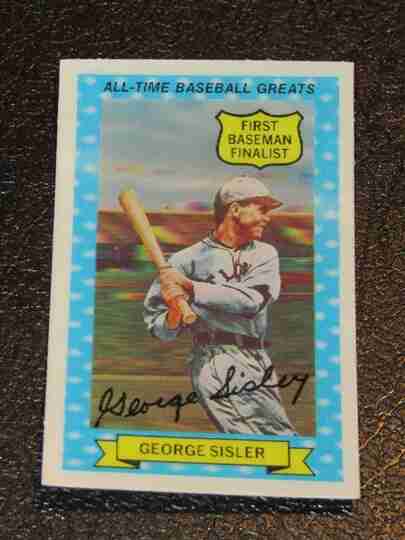 ALL-TIME BASEBALL GREATS
FIRST
BASEMAN
FINALIST
George Sisler
GEORGE SISLER